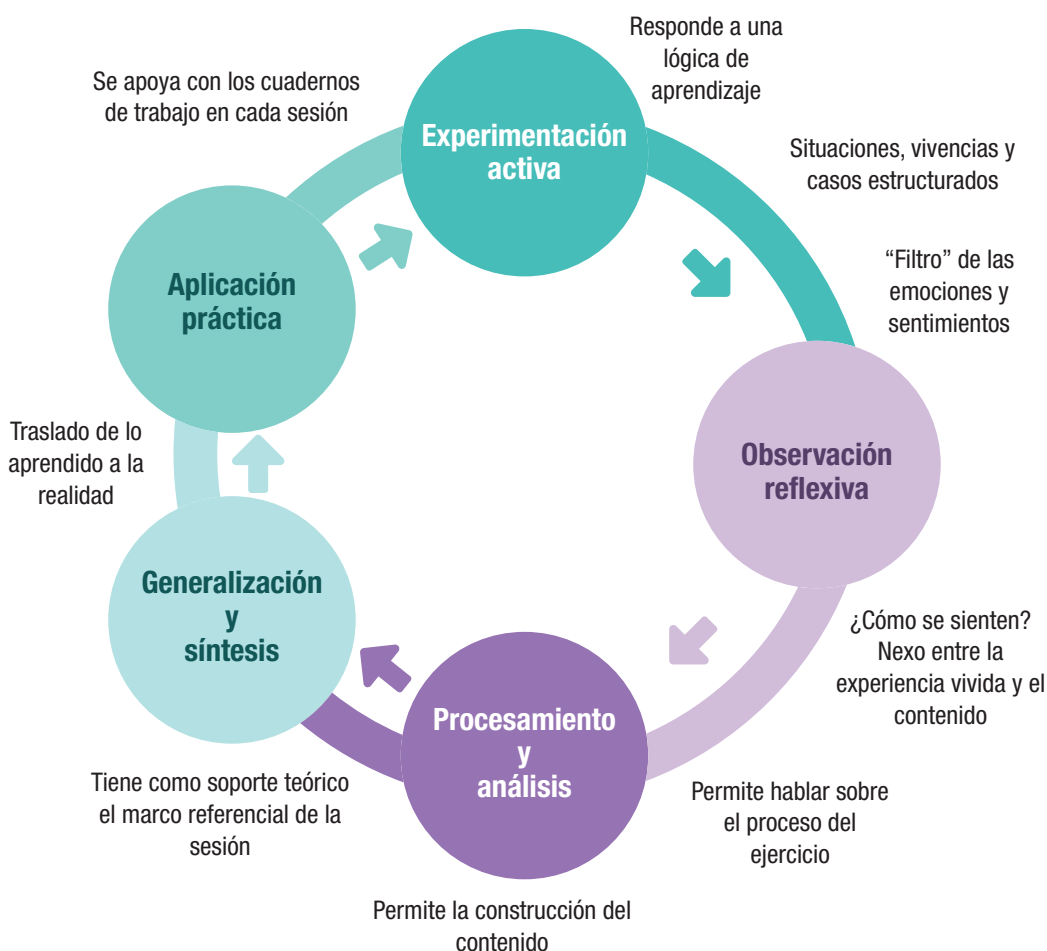 Responde a una
lógica de
aprendizaje
Se apoya con los cuadernos
de trabajo en cada sesión
Experimentación
activa
Situaciones, vivencias y
casos estructurados
“Filtro” de las
emociones y
sentimientos
Aplicación
práctica
Observación
reflexiva
Traslado de lo
aprendido a la
realidad
Generalización
y
síntesis
¿Cómo se sienten?
Nexo entre la
experiencia vivida y el
contenido
Procesamiento
y
análisis
Tiene como soporte teórico
el marco referencial de la
sesión
Permite hablar sobre
el proceso del
ejercicio
Permite la construcción del
contenido